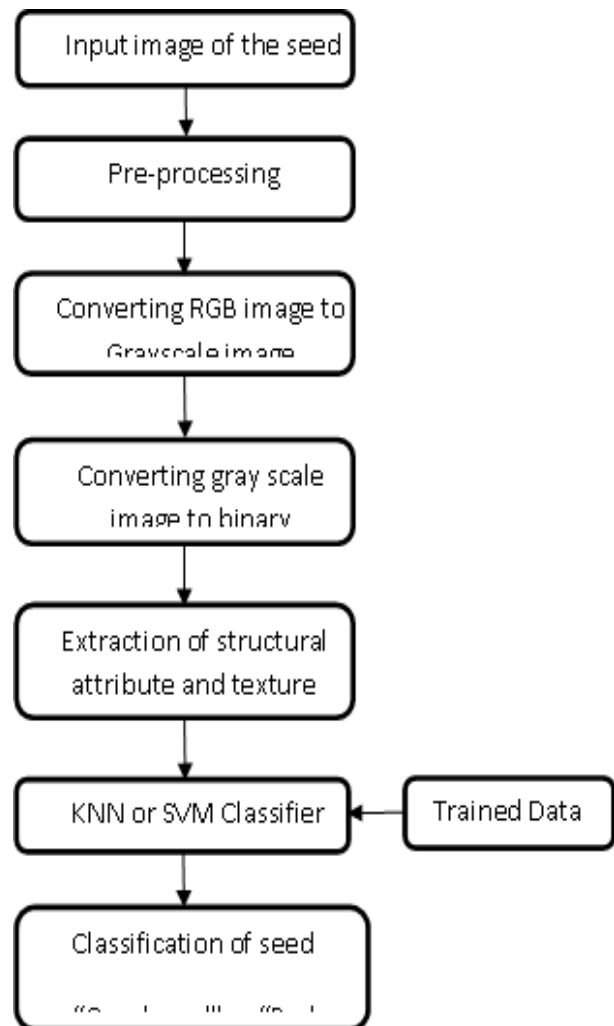 Input image of the seed
Pre-processing
Converting RGB image to
Grayscale image
Converting gray scale
image to binary
Extraction of structural
attribute and texture
KNN or SVM Classifier
Trained Data
Classification of seed